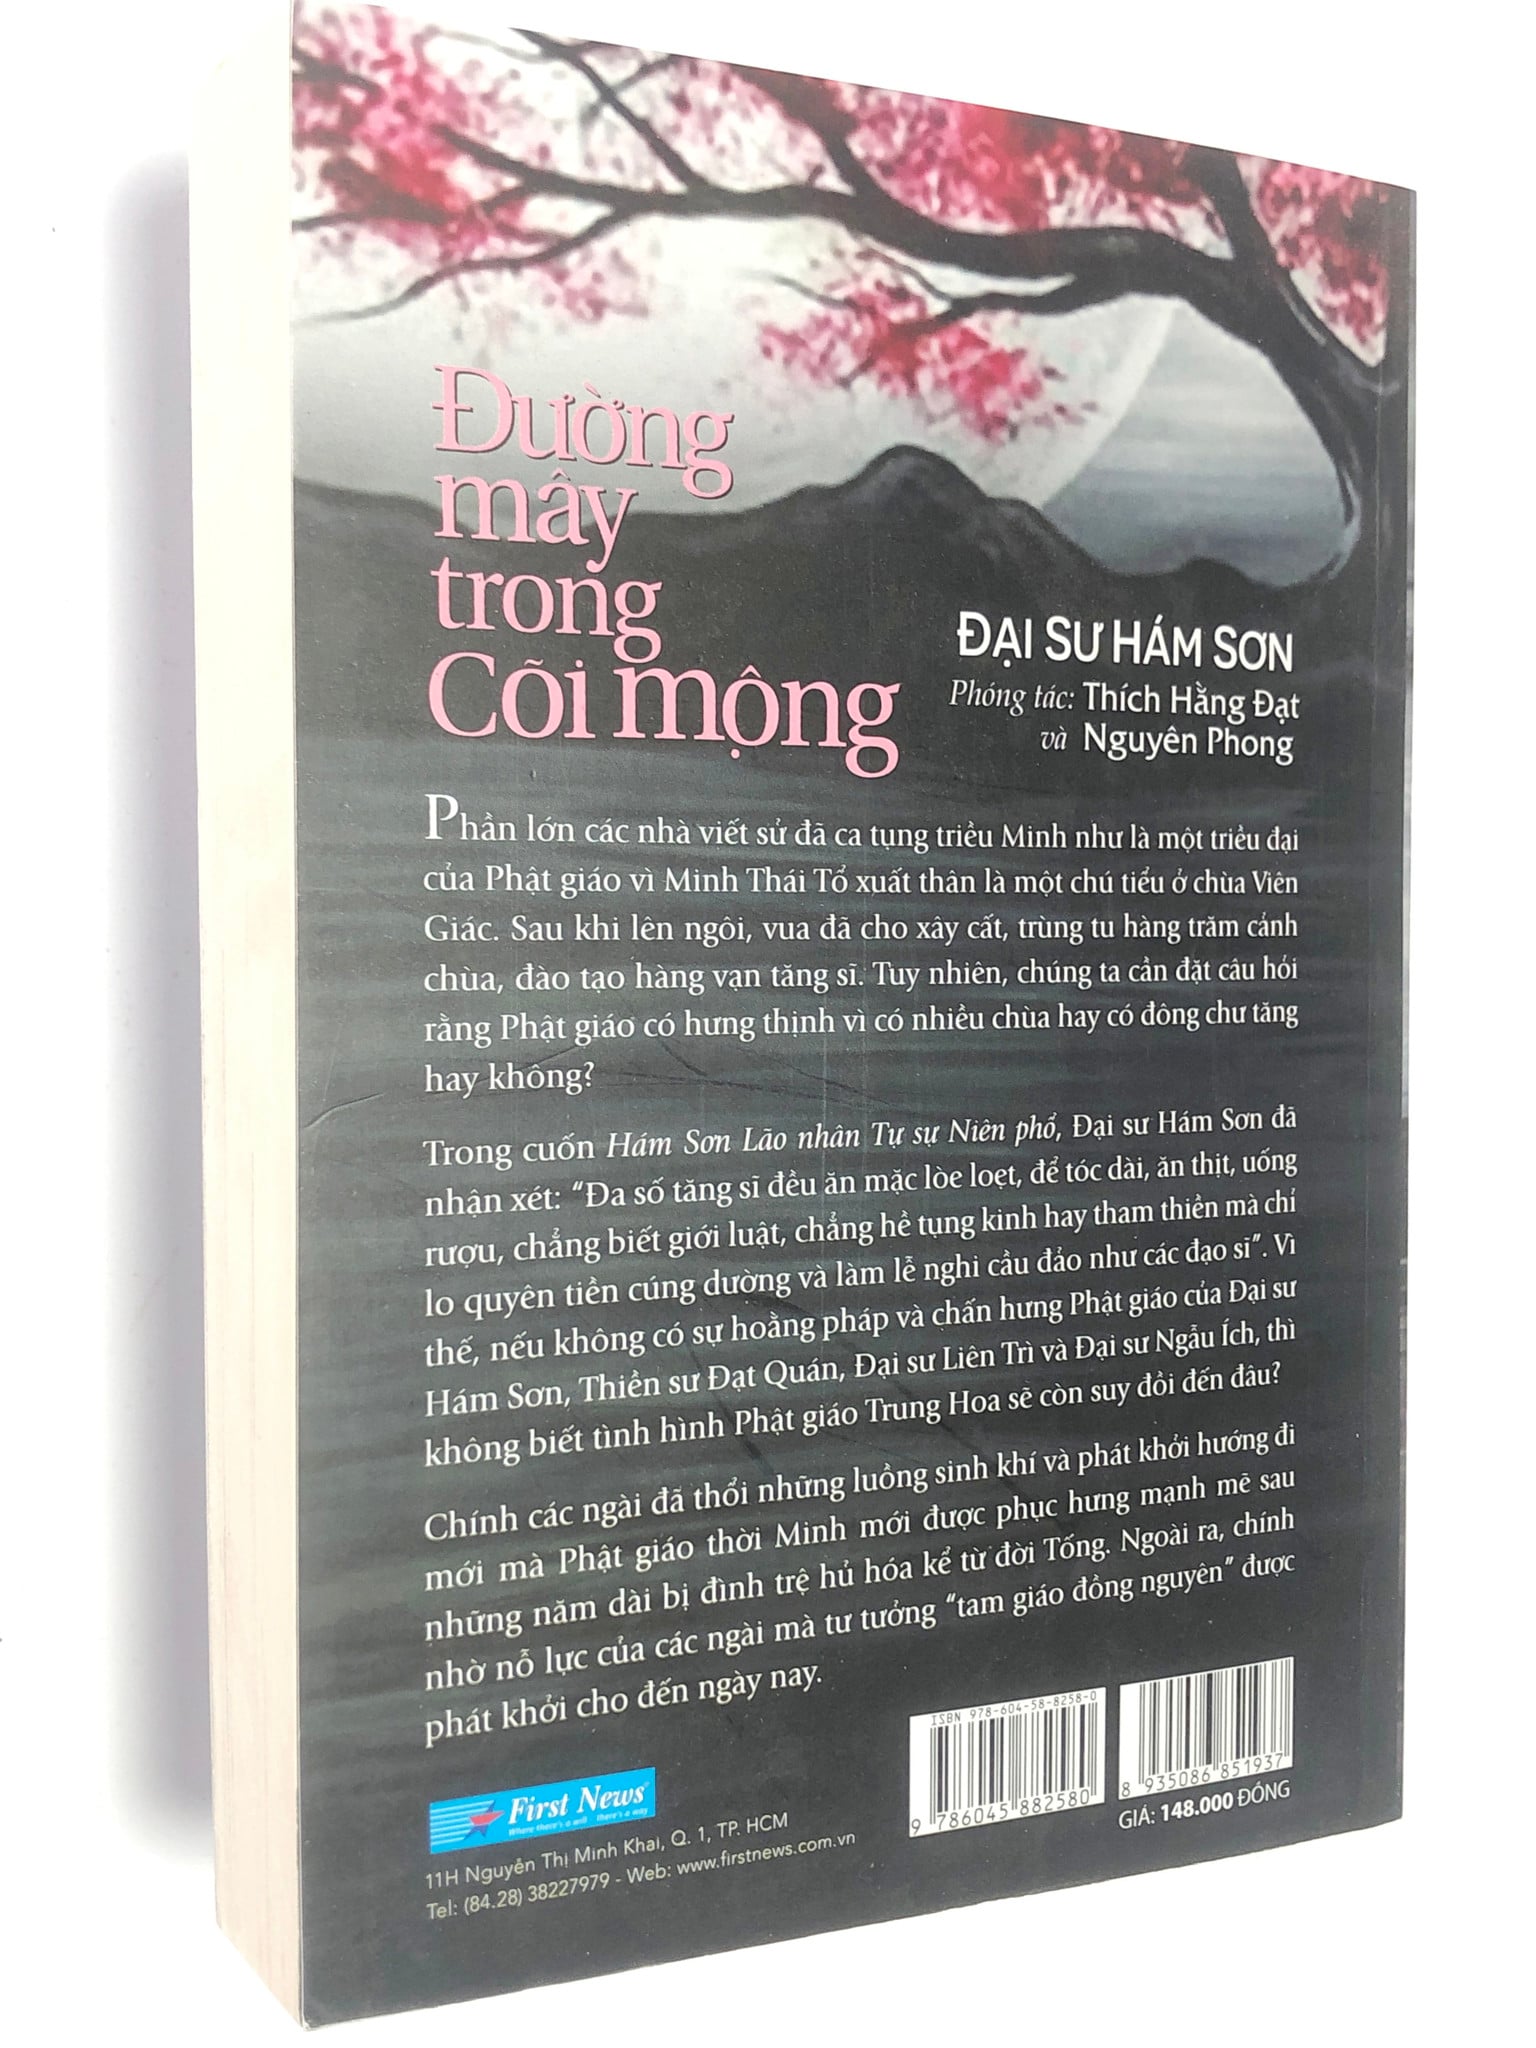 Đường
mây
trong
Cõi mộng
ĐẠI SƯ HÁM SƠN
Phóng tác: Thích Hằng Đạt
và Nguyên Phong
Phần lớn các nhà viết sử đã ca tụng triều Minh như là một triều đại
của Phật giáo vì Minh Thái Tổ xuất thân là một chú tiểu ở chùa Viên
Giác. Sau khi lên ngôi, vua đã cho xây cất, trùng tu hàng trăm cảnh
chùa, đào tạo hàng vạn tăng sĩ. Tuy nhiên, chúng ta cần đặt câu hỏi
rằng Phật giáo có hưng thịnh vì có nhiều chùa hay có đông chư tăng
hay không?
Trong cuốn Hám Sơn Lão nhân Tự sự Niên phổ, Đại sư Hám Sơn đã
nhận xét: "Đa số tăng sĩ đều ăn mặc lòe loẹt, để tóc dài, ăn thịt, uống
rượu, chẳng biết giới luật, chẳng hề tụng kinh hay tham thiền mà chỉ
lo quyên tiền cúng dường và làm lễ nghi cầu đảo như các đạo sĩ". Vì
thế, nếu không có sự hoằng pháp và chấn hưng Phật giáo của Đại sư
Hám Sơn, Thiền sư Đạt Quán, Đại sư Liên Trì và Đại sư Ngẫu Ích, thì
không biết tình hình Phật giáo Trung Hoa sẽ còn suy đồi đến đâu?
Chính các ngài đã thổi những luồng sinh khí và phát khởi hướng đi
mới mà Phật giáo thời Minh mới được phục hưng mạnh mẽ sau
những năm dài bị đình trệ hủ hóa kể từ đời Tống. Ngoài ra, chính
nhờ nỗ lực của các ngài mà tư tưởng "tam giáo đồng nguyên" được
phát khởi cho đến ngày nay.
First News®
Where there's a will there's a way
11H Nguyễn Thị Minh Khai, Q. 1, TP. HCM
Tel: (84.28) 38227979 - Web: www.firstnews.com.vn
ISBN 978-604-58-8258-0
9 786045 882580
8 935086 851937
GIÁ: 148.000 ĐỒNG